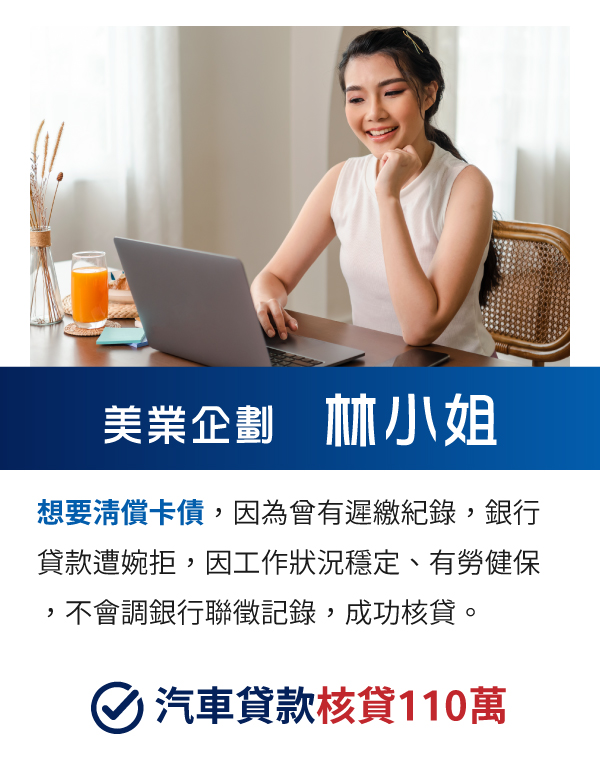 美業企劃 林小姐
想要清償卡債，因為曾有遲繳紀錄，銀行
貸款遭婉拒，因工作狀況穩定、有勞健保
，不會調銀行聯徵記錄，成功核貸。
汽車貸款核貸110萬